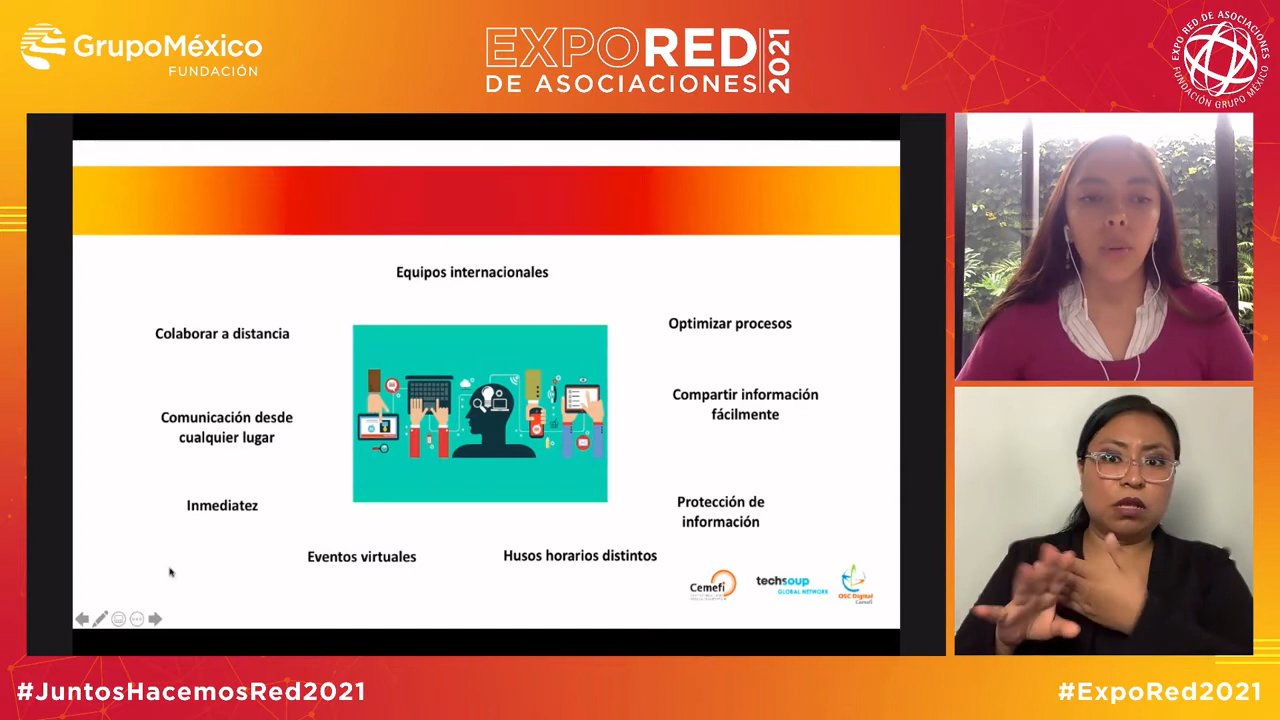 GrupoMéxico
FUNDACIÓN
EXPORED
DE ASOCIACIONES
2021
EXPO RED DE ASOCIACIONES
FUNDACIÓN GRUPO MÉXICO
Equipos internacionales
Colaborar a distancia
Optimizar procesos
Comunicación desde
cualquier lugar
Compartir información
fácilmente
Inmediatez
Protección de
información
Eventos virtuales
Husos horarios distintos
Cemefi
techsoup
GLOBAL NETWORK
OSC Digital
Cemefi
#JuntosHacemosRed2021
#ExpoRed2021